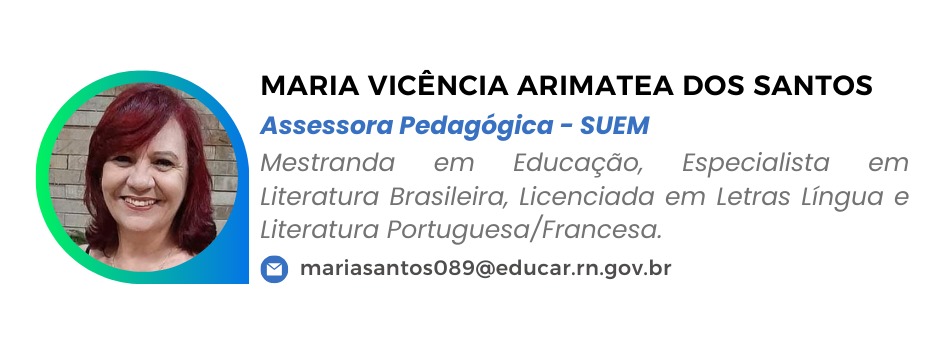 MARIA VICÊNCIA ARIMATEA DOS SANTOS
Assessora Pedagógica - SUEM
Mestranda em Educação, Especialista em
Literatura Brasileira, Licenciada em Letras Língua e
Literatura Portuguesa/Francesa.
mariasantos089@educar.rn.gov.br